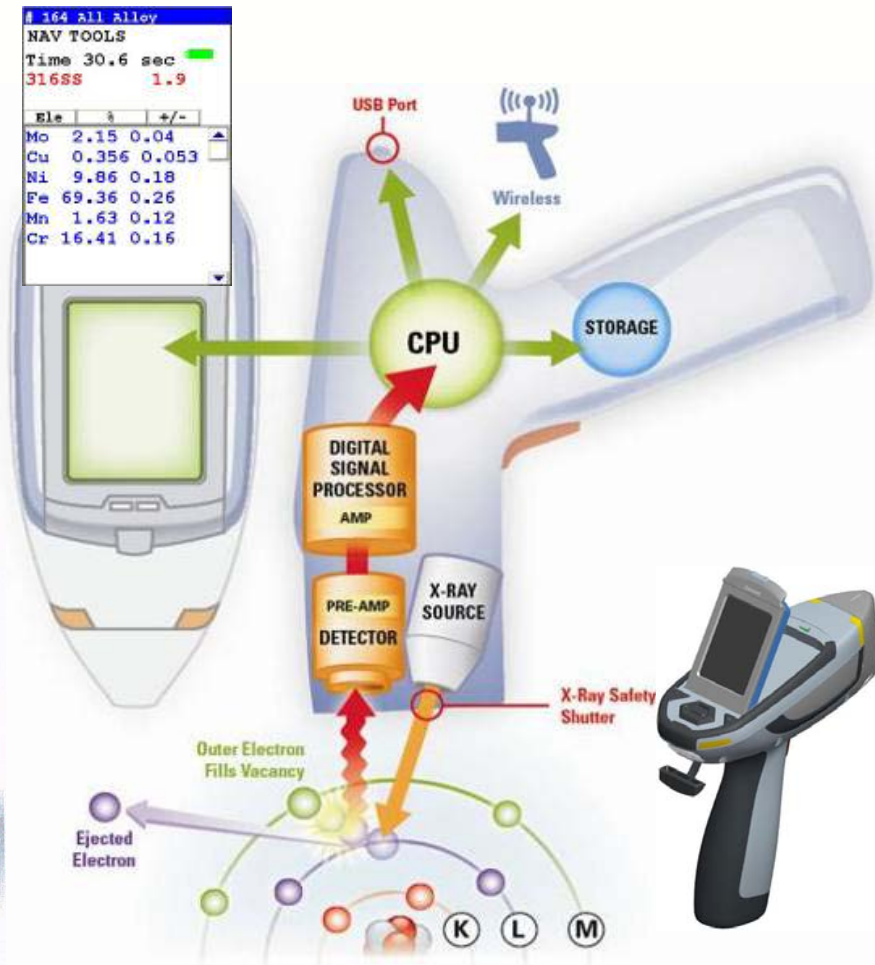 # 164 All Alloy
NAV TOOLS
Time 30.6 sec
316SS 1.9
Ele % +/-
Mo 2.15 0.04
Cu 0.356 0.053
Ni 9.86 0.18
Fe 69.36 0.26
Mn 1.63 0.12
Cr 16.41 0.16
USB Port
Wireless
CPU
STORAGE
DIGITAL
SIGNAL
PROCESSOR
AMP
PRE-AMP
DETECTOR
X-RAY
SOURCE
X-Ray Safety
Shutter
Outer Electron
Fills Vacancy
Ejected
Electron
K L M